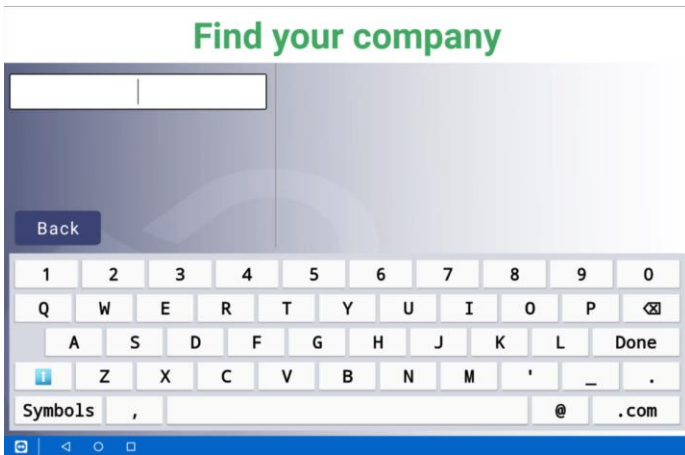 Find your company
Back
1 2 3 4 5 6 7 8 9 0
Q W E R T Y U I O P
A S D F G H J K L Done
Z X C V B N M ' _ .
Symbols , @ .com